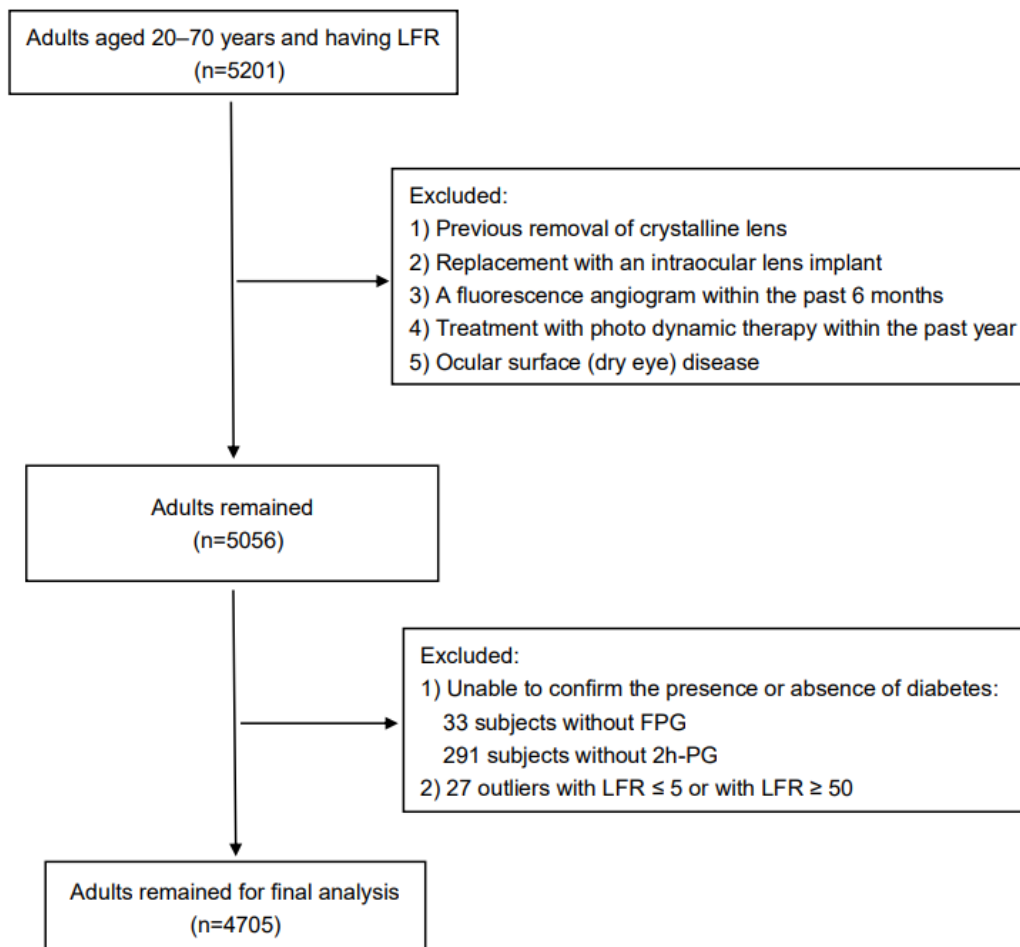 Adults aged 20–70 years and having LFR
(n=5201)
Excluded:
1) Previous removal of crystalline lens
2) Replacement with an intraocular lens implant
3) A fluorescence angiogram within the past 6 months
4) Treatment with photo dynamic therapy within the past year
5) Ocular surface (dry eye) disease
Adults remained
(n=5056)
Excluded:
1) Unable to confirm the presence or absence of diabetes:
33 subjects without FPG
291 subjects without 2h-PG
2) 27 outliers with LFR ≤ 5 or with LFR ≥ 50
Adults remained for final analysis
(n=4705)